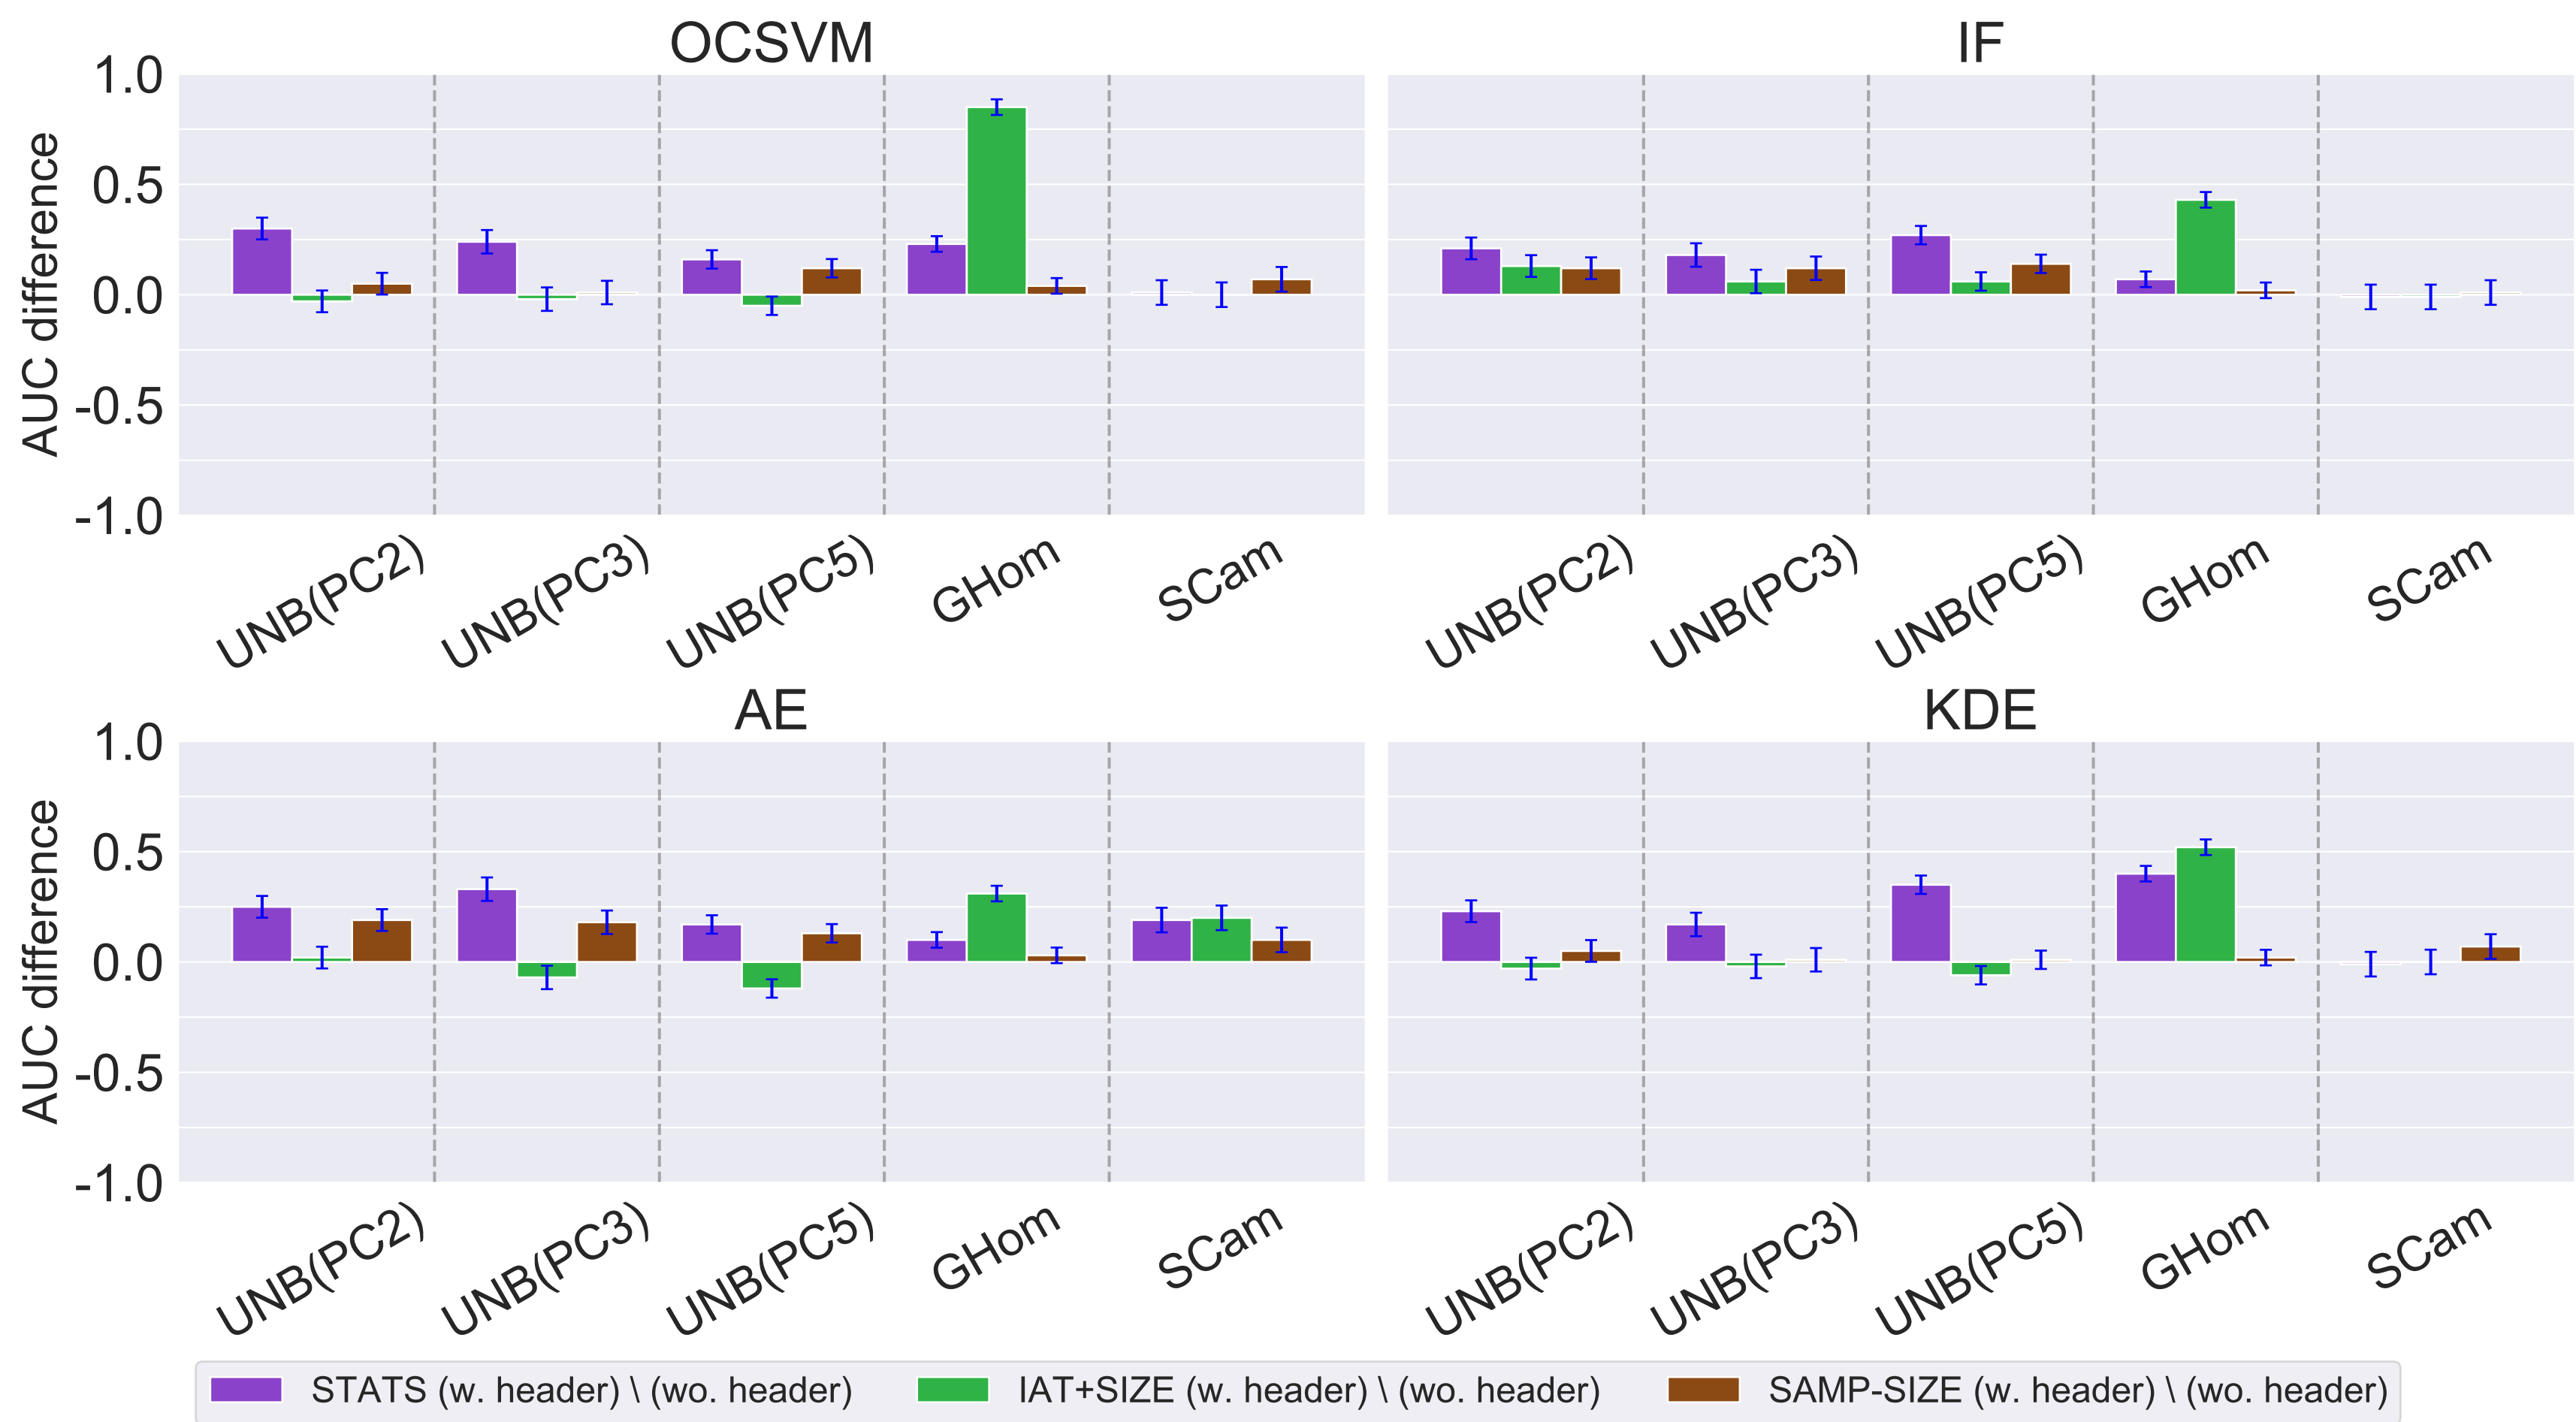 OCSVM
IF
AUC difference
1.0
0.5
0.0
-0.5
-1.0
UNB(PC2)
UNB(PC3)
UNB(PC5)
GHom
SCam
UNB(PC2)
UNB(PC3)
UNB(PC5)
GHom
SCam
AE
KDE
AUC difference
1.0
0.5
0.0
-0.5
-1.0
UNB(PC2)
UNB(PC3)
UNB(PC5)
GHom
SCam
UNB(PC2)
UNB(PC3)
UNB(PC5)
GHom
SCam
STATS (w. header) \ (wo. header)
IAT+SIZE (w. header) \ (wo. header)
SAMP-SIZE (w. header) \ (wo. header)